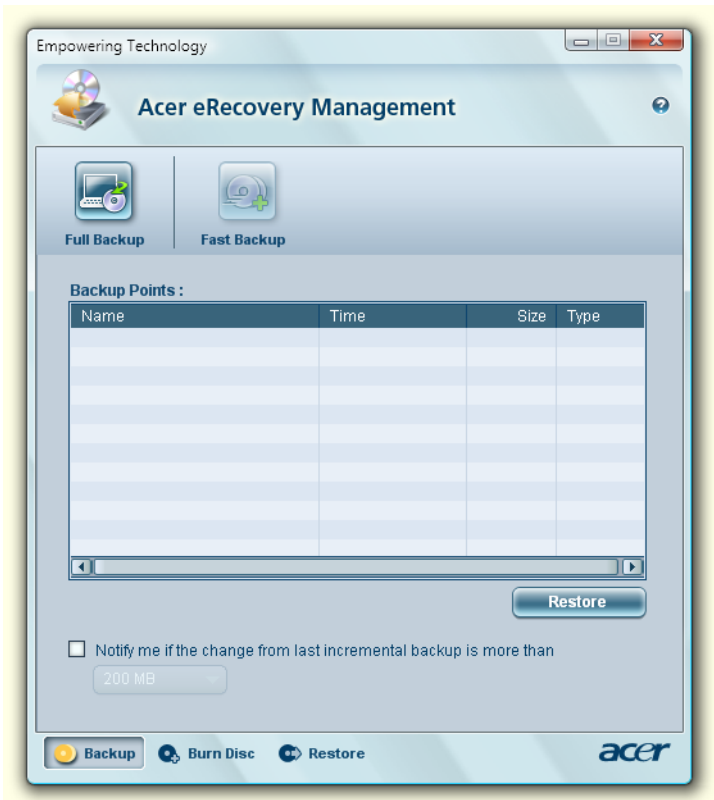 Empowering Technology
Acer eRecovery Management
Full Backup
Fast Backup
Backup Points :
Name Time Size Type
Restore
Notify me if the change from last incremental backup is more than
200 MB
Backup Burn Disc Restore
acer